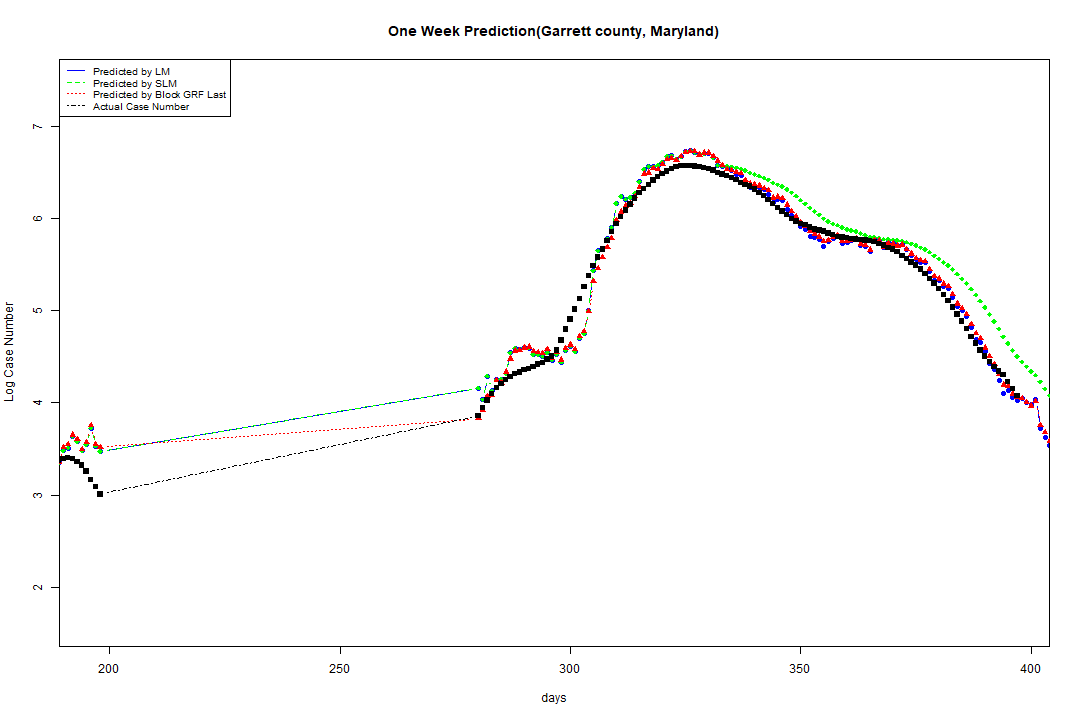 One Week Prediction(Garrett county, Maryland)
Predicted by LM
Predicted by SLM
Predicted by Block GRF Last
Actual Case Number
Log Case Number
7
6
5
4
3
2
200
250
300
350
400
days